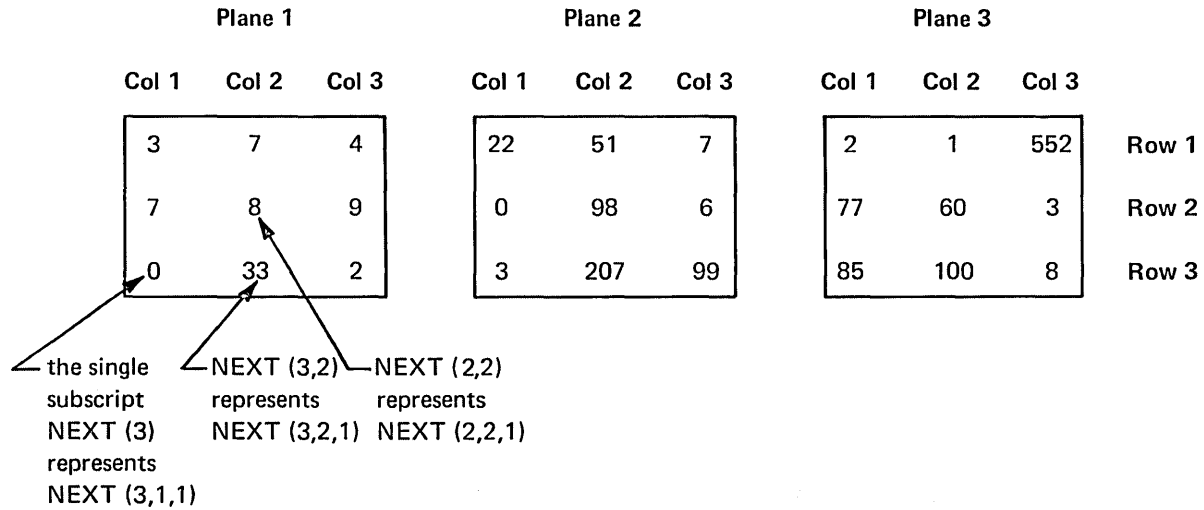 Plane 1 Plane 2 Plane 3
Col 1 Col 2 Col 3 Col 1 Col 2 Col 3 Col 1 Col 2 Col 3
3 7 4 22 51 7 2 1 552 Row 1
7 8 9 0 98 6 77 60 3 Row 2
0 33 2 3 207 99 85 100 8 Row 3
the single
subscript
NEXT (3)
represents
NEXT (3,1,1)
NEXT (3,2)
represents
NEXT (3,2,1)
NEXT (2,2)
represents
NEXT (2,2,1)